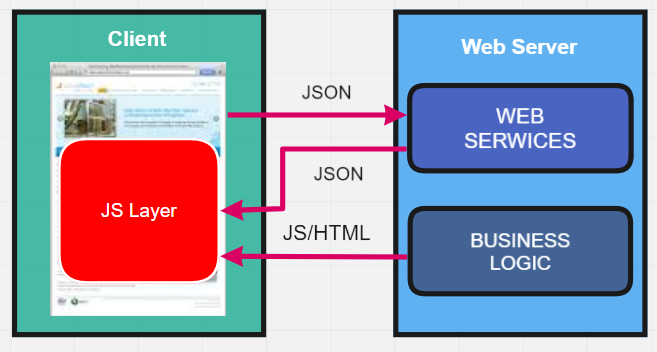 Client
Web Server
JSON
WEB
SERWICES
JSON
JS Layer
JS/HTML
BUSINESS
LOGIC